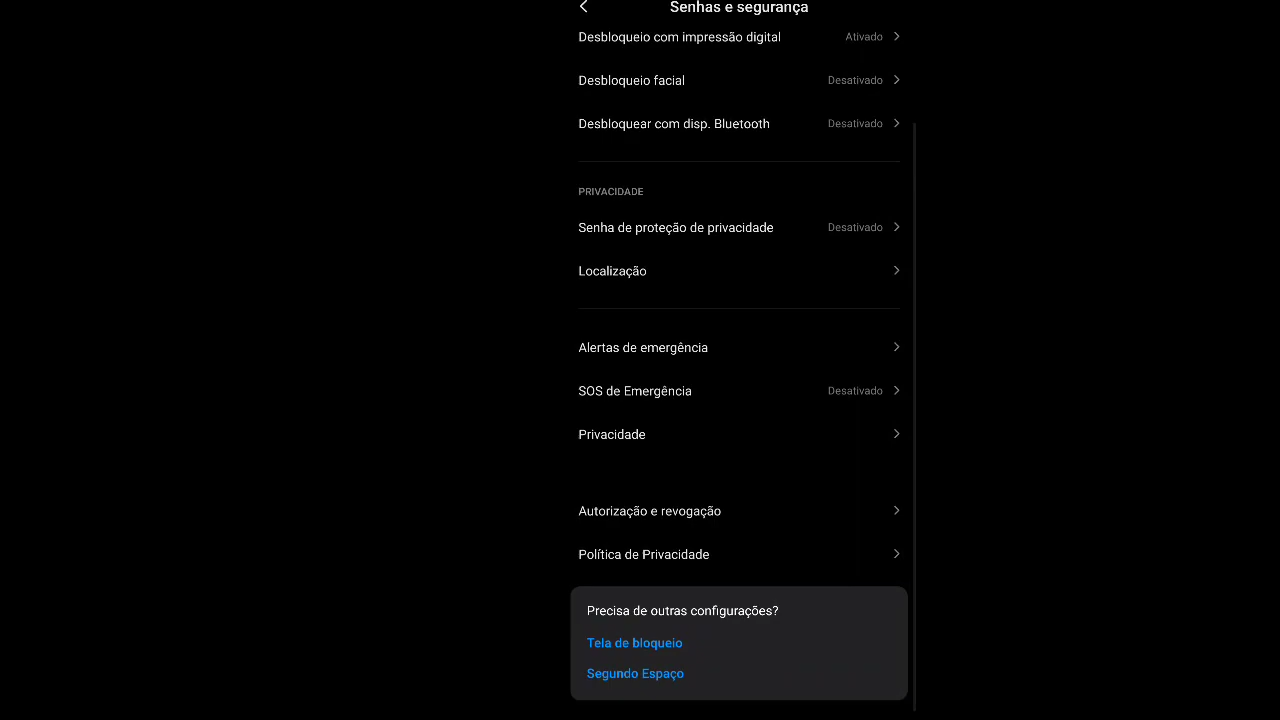 Senhas e segurança
Desbloqueio com impressão digital Ativado
Desbloqueio facial Desativado
Desbloquear com disp. Bluetooth Desativado
PRIVACIDADE
Senha de proteção de privacidade Desativado
Localização
Alertas de emergência
SOS de Emergência Desativado
Privacidade
Autorização e revogação
Política de Privacidade
Precisa de outras configurações?
Tela de bloqueio
Segundo Espaço